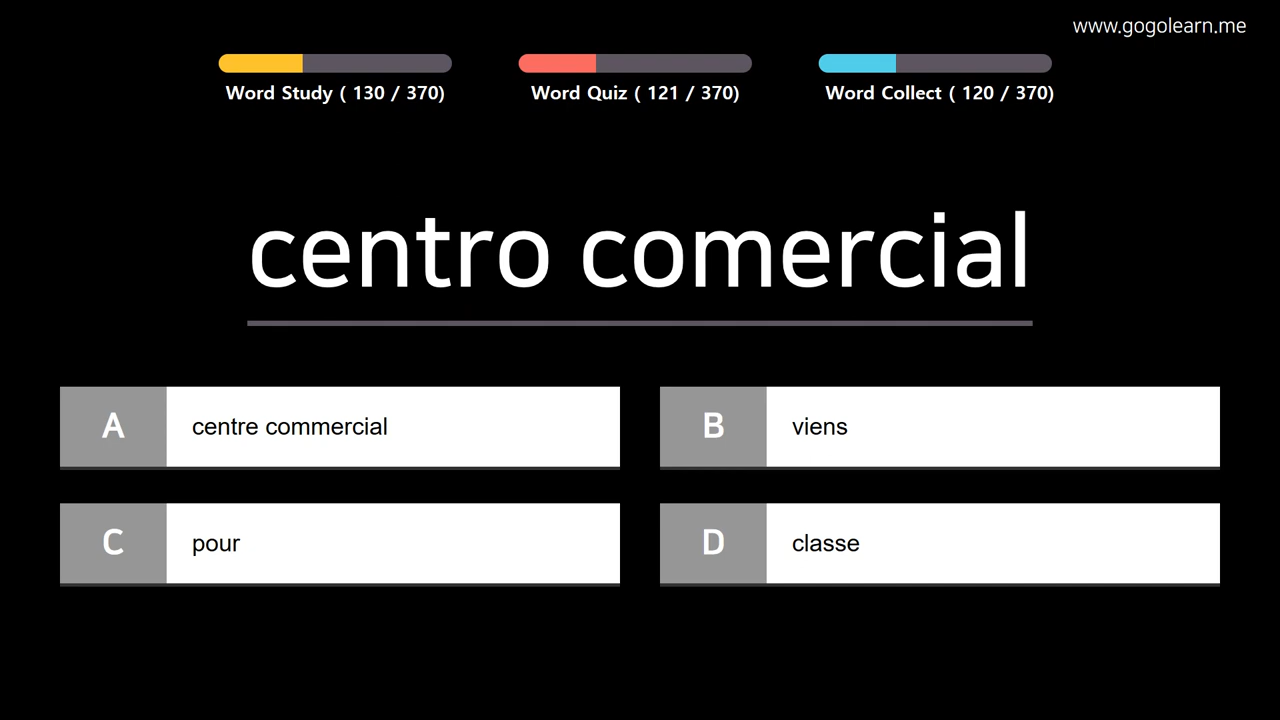 www.gogolearn.me
Word Study ( 130 / 370)
Word Quiz ( 121 / 370)
Word Collect ( 120 / 370)
centro comercial
A
centre commercial
B
viens
C
pour
D
classe